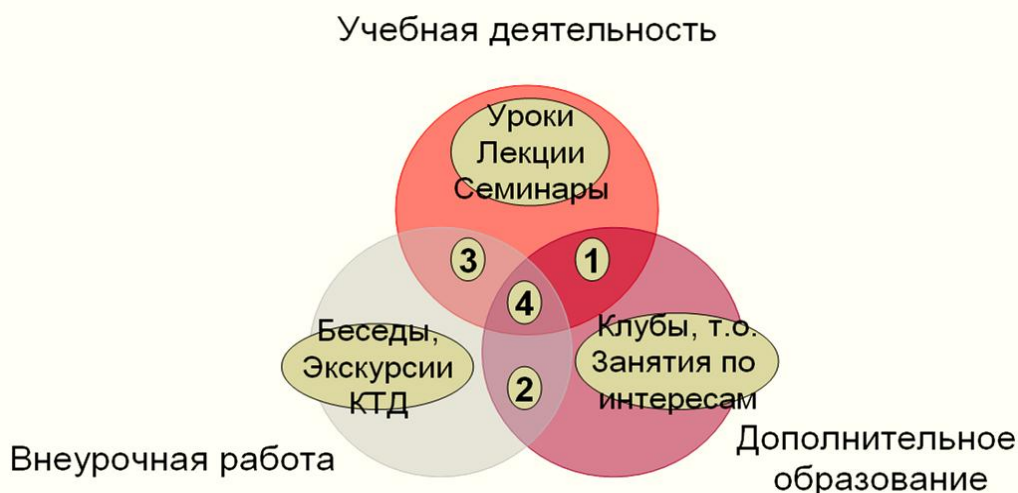 Учебная деятельность
Уроки
Лекции
Семинары
3
1
4
Беседы,
Экскурсии
КТД
Клубы, т.о.
Занятия по
интересам
2
Внеурочная работа
Дополнительное
образование